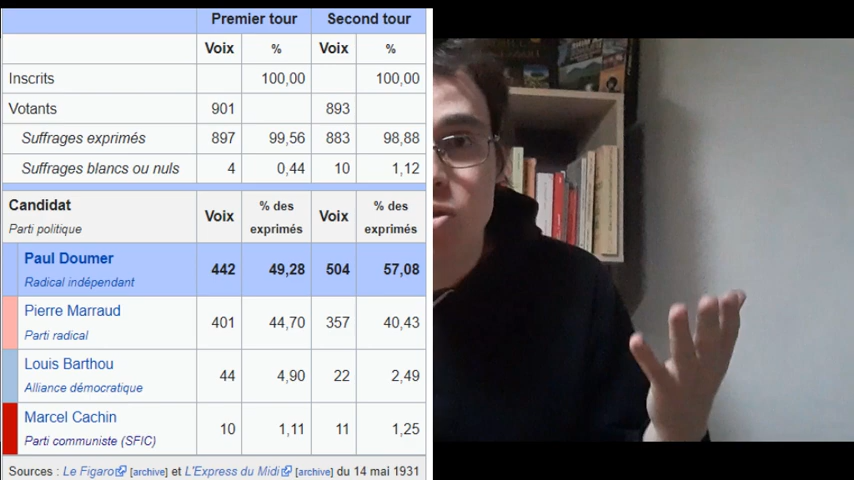 Premier tour Second tour
Voix % Voix %
Inscrits 100,00 100,00
Votants 901 893
Suffrages exprimés 897 99,56 883 98,88
Suffrages blancs ou nuls 4 0,44 10 1,12
Candidat
Parti politique
Voix % des exprimés Voix % des exprimés
Paul Doumer
Radical indépendant
442 49,28 504 57,08
Pierre Marraud
Parti radical
401 44,70 357 40,43
Louis Barthou
Alliance démocratique
44 4,90 22 2,49
Marcel Cachin
Parti communiste (SFIC)
10 1,11 11 1,25
Sources : Le Figaro [archive] et L'Express du Midi [archive] du 14 mai 1931